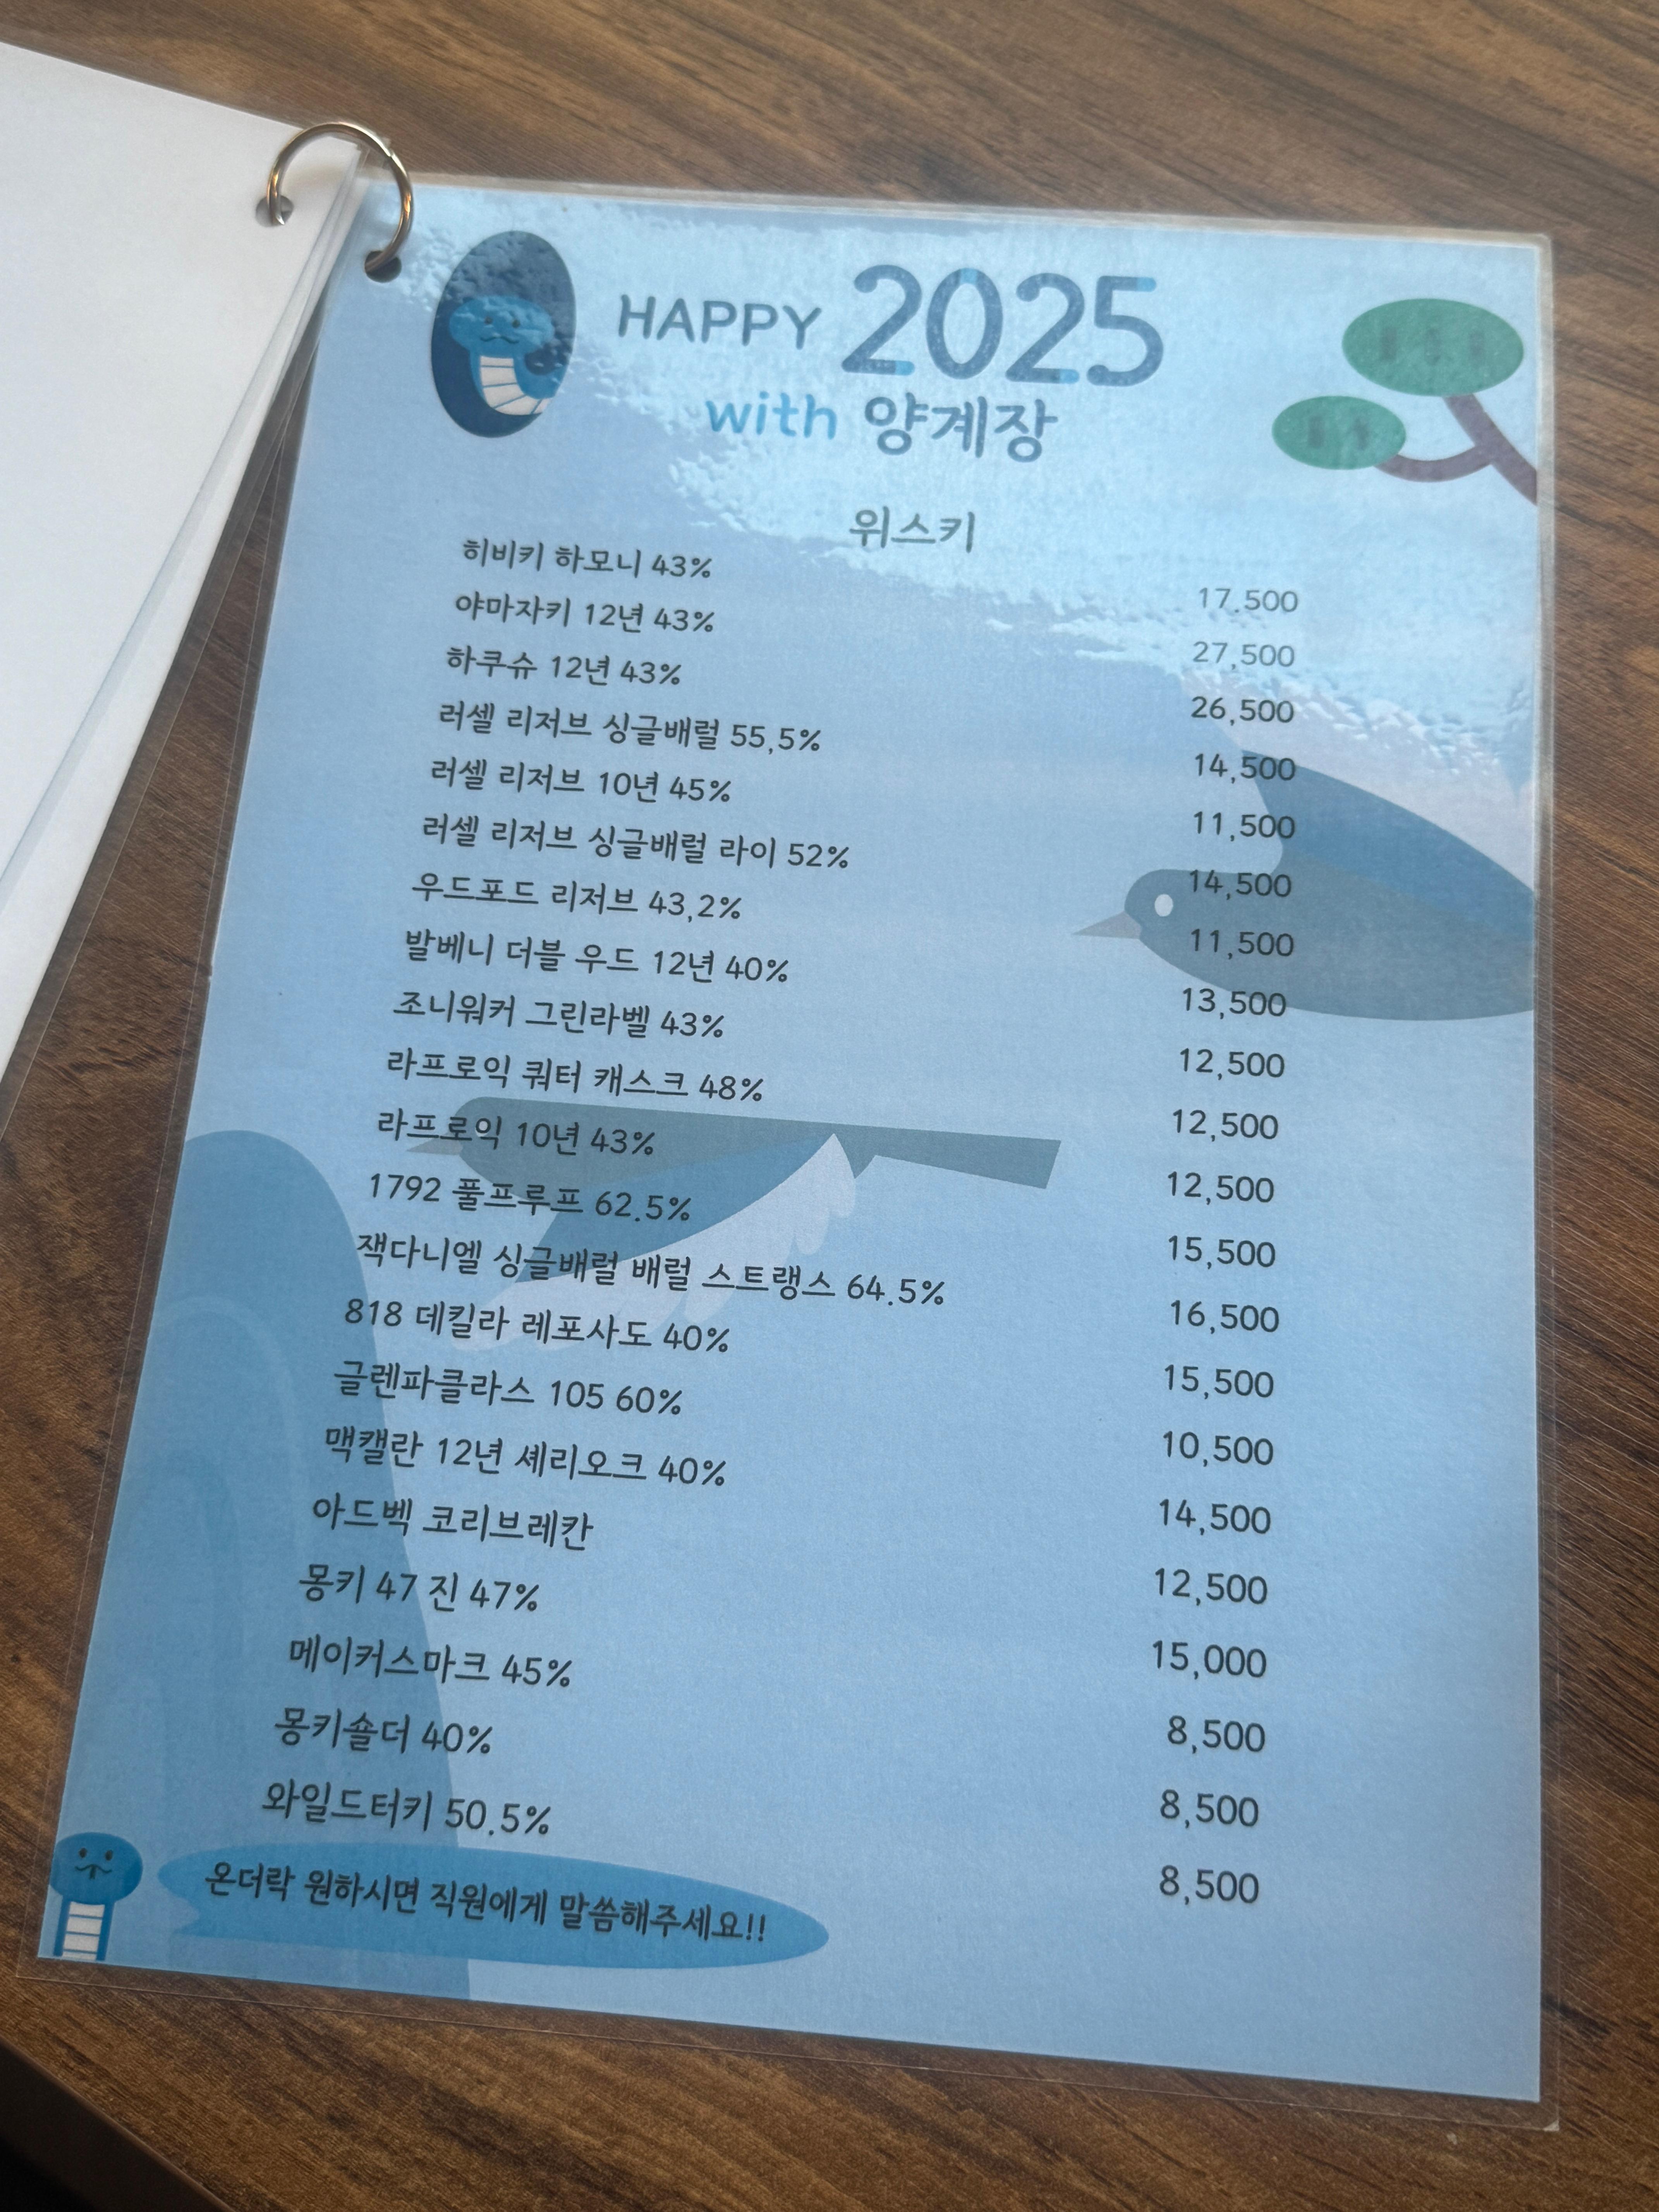 HAPPY 2025
with 양계장
위스키
히비키 하모니 43% 17.500
야마자키 12년 43% 27,500
하쿠슈 12년 43% 26,500
러셀 리저브 싱글배럴 55,5% 14,500
러셀 리저브 10년 45% 11,500
러셀 리저브 싱글배럴 라이 52% 14,500
우드포드 리저브 43,2% 11,500
발베니 더블 우드 12년 40% 13,500
조니워커 그린라벨 43% 12,500
라프로익 쿼터 캐스크 48% 12,500
라프로익 10년 43% 12,500
1792 풀프루프 62.5% 15,500
잭다니엘 싱글배럴 배럴 스트랭스 64.5% 16,500
818 데킬라 레포사도 40% 15,500
글렌파클라스 105 60% 10,500
맥캘란 12년 셰리오크 40% 14,500
아드벡 코리브레칸 12,500
몽키 47 진 47% 15,000
메이커스마크 45% 8,500
몽키숄더 40% 8,500
와일드터키 50.5% 8,500
온더락 원하시면 직원에게 말씀해주세요!!